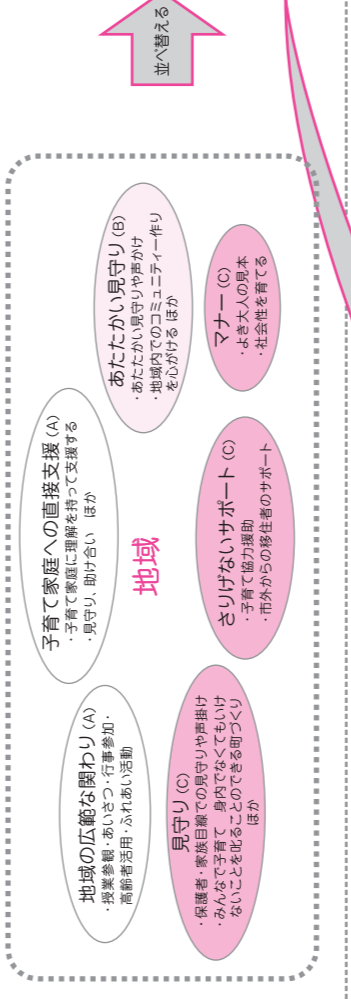 並べ替える
子育て家庭への直接支援(A)
・子育て家庭に理解を持って支援する
・見守り、助け合い　ほか
地域の広範な関わり(A)
・授業参観・あいさつ・行事参加・
高齢者活用・ふれあい活動
地域
あたたかい見守り(B)
・あたたかい見守りや声かけ
・地域内でのコミュニティー作り
を心がける ほか
見守り(C)
・保護者・家族目線での見守りや声掛け
・みんなで子育て　身内でなくてもいけ
ないことを叱ることのできる町づくり
ほか
さりげないサポート(C)
・子育て協力援助
・市外からの移住者のサポート
マナー(C)
・よき大人の見本
・社会性を育てる